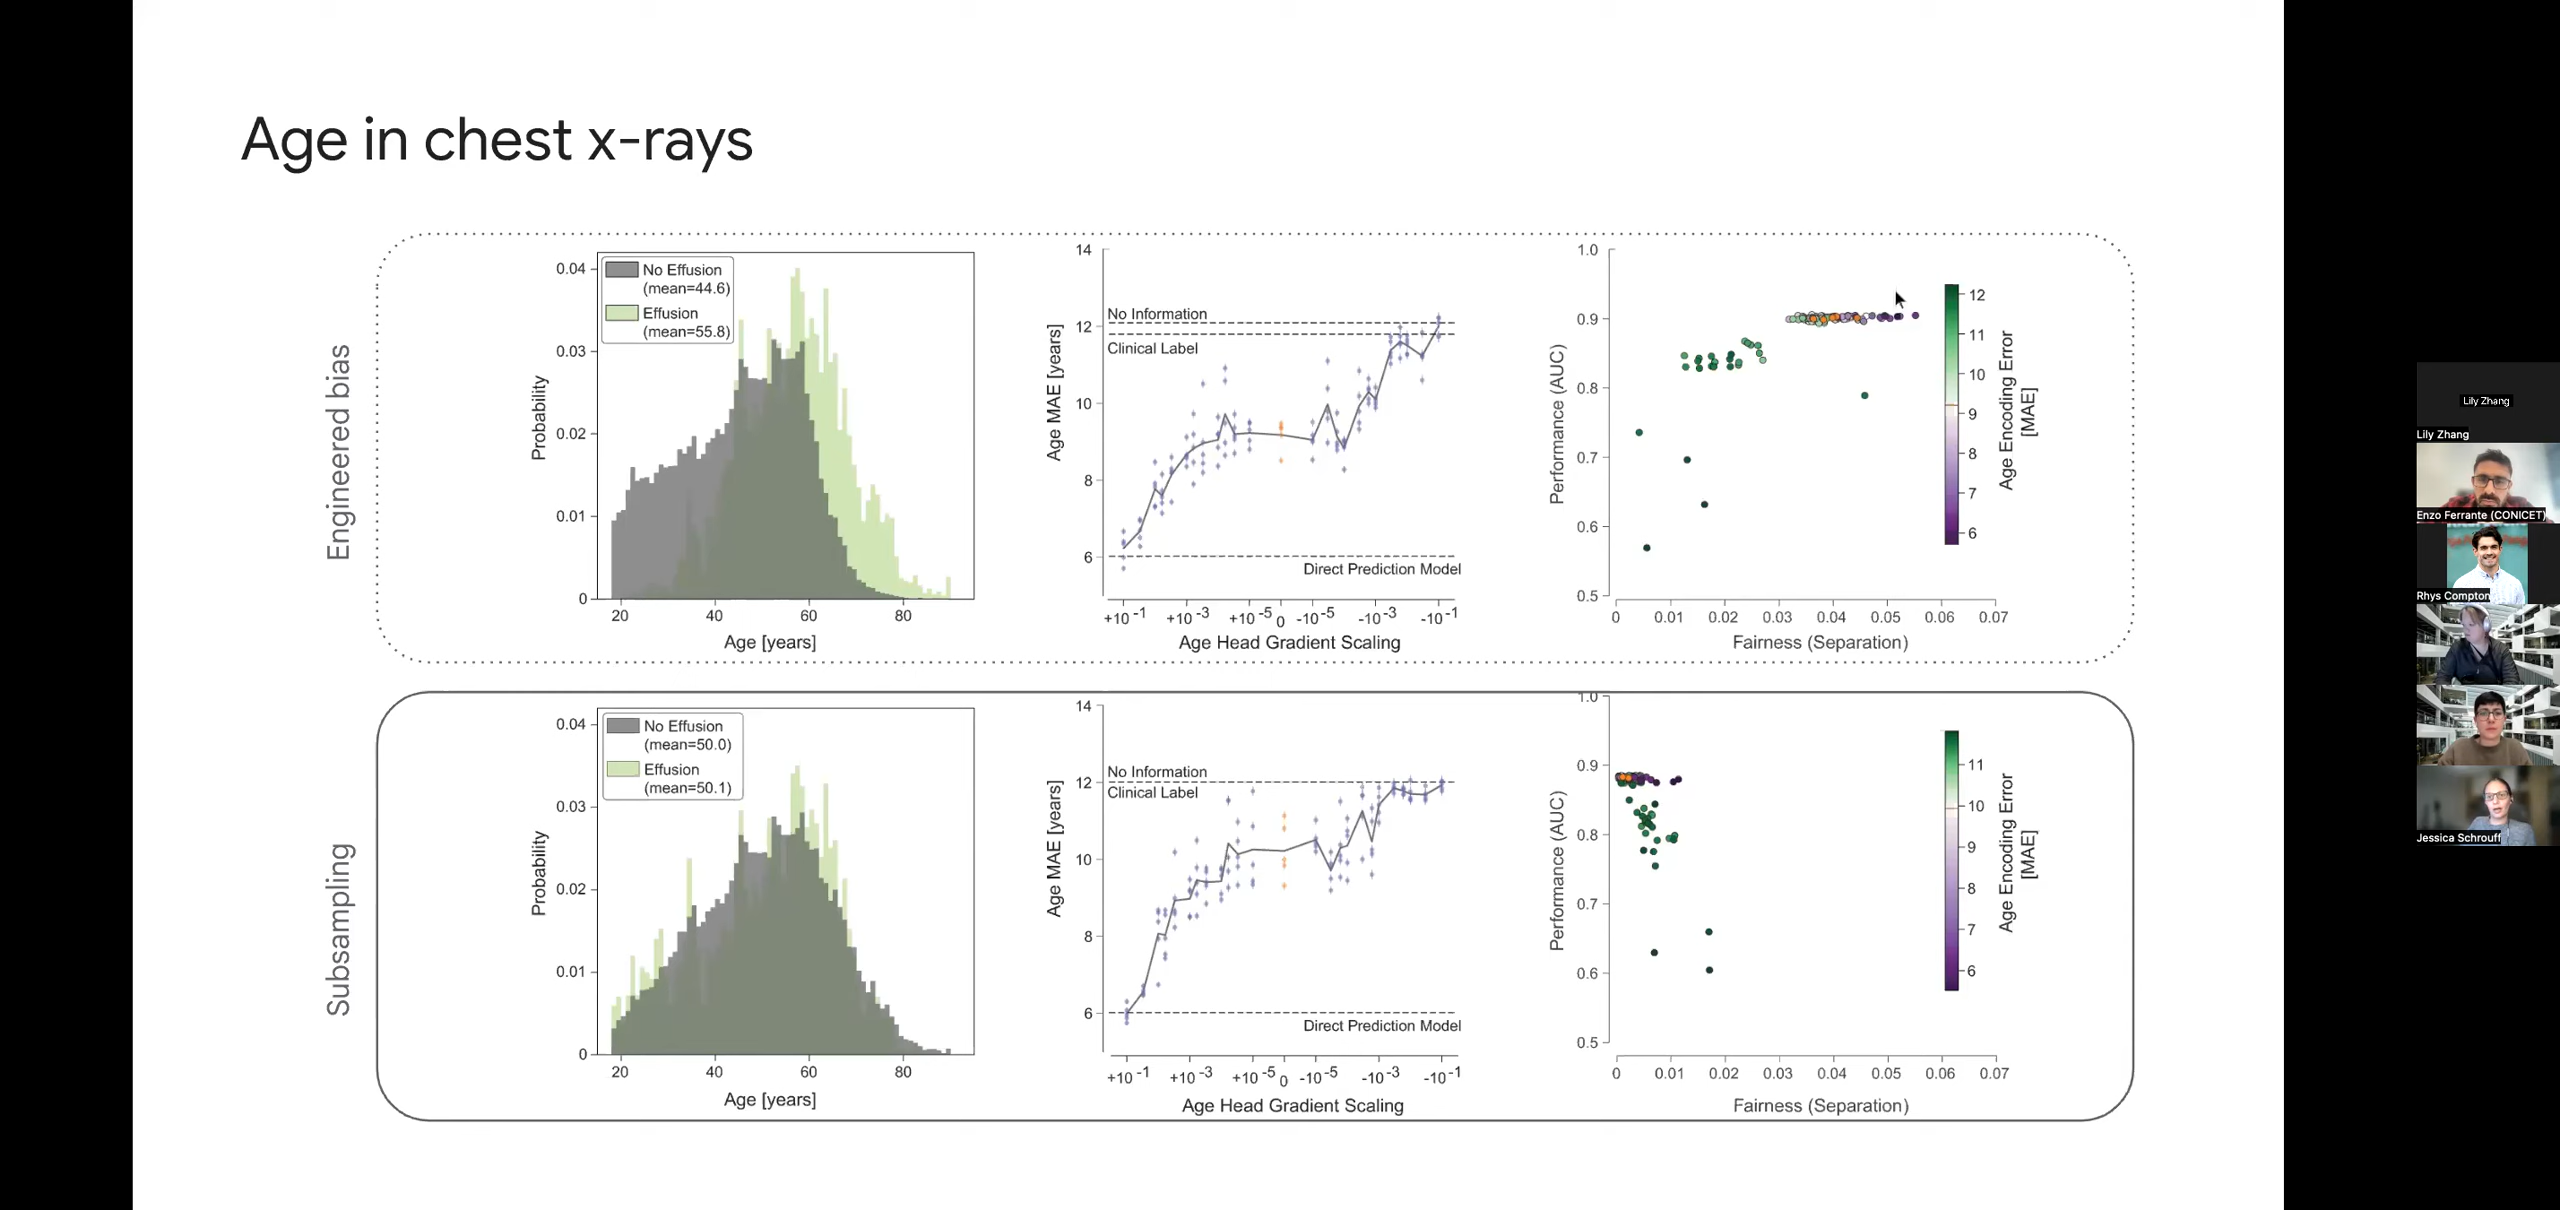 Age in chest x-rays
Engineered bias
0.04
0.03
0.02
0.01
0
Probability
No Effusion
(mean=44.6)
Effusion
(mean=55.8)
20 40 60 80
Age [years]
14
12
10
8
6
Age MAE [years]
No Information
Clinical Label
Direct Prediction Model
+10 -1 +10 -3 +10 -5 0 -10 -5 -10 -3 -10 -1
Age Head Gradient Scaling
1.0
0.9
0.8
0.7
0.6
0.5
Performance (AUC)
0 0.01 0.02 0.03 0.04 0.05 0.06 0.07
Fairness (Separation)
12
11
10
9
8
7
6
Age Encoding Error
[MAE]
Subsampling
0.04
0.03
0.02
0.01
0
Probability
No Effusion
(mean=50.0)
Effusion
(mean=50.1)
20 40 60 80
Age [years]
14
12
10
8
6
Age MAE [years]
No Information
Clinical Label
Direct Prediction Model
+10 -1 +10 -3 +10 -5 0 -10 -5 -10 -3 -10 -1
Age Head Gradient Scaling
1.0
0.9
0.8
0.7
0.6
0.5
Performance (AUC)
0 0.01 0.02 0.03 0.04 0.05 0.06 0.07
Fairness (Separation)
11
10
9
8
7
6
Age Encoding Error
[MAE]
Lily Zhang
Lily Zhang
Enzo Ferrante (CONICET)
Rhys Compton
Jessica Schrouff